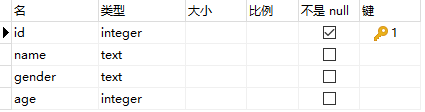 名 类型 大小 比例 不是 null 键
id integer 1
name text
gender text
age integer